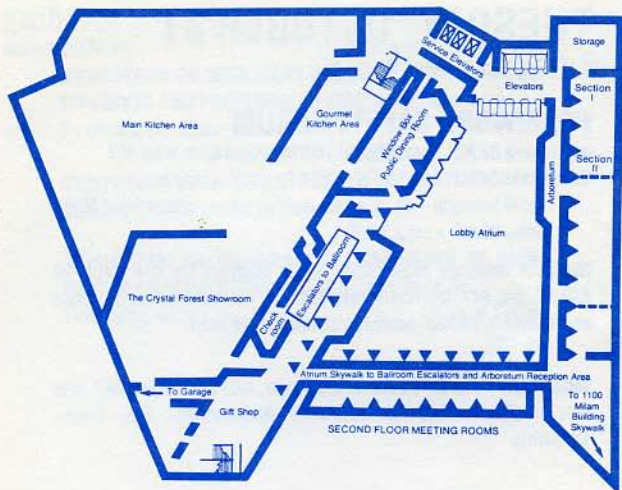 Service Elevators
Storage
Elevators
Section
I
Main Kitchen Area
Gourmet
Kitchen Area
Window Box
Public Dining Room
Section
II
Arboretum
Lobby Atrium
Escalators to Ballroom
The Crystal Forest Showroom
Check
room
Atrium Skywalk to Ballroom Escalators and Arboretum Reception Area
To Garage
Gift Shop
To 1100
Milam
Building
Skywalk
SECOND FLOOR MEETING ROOMS